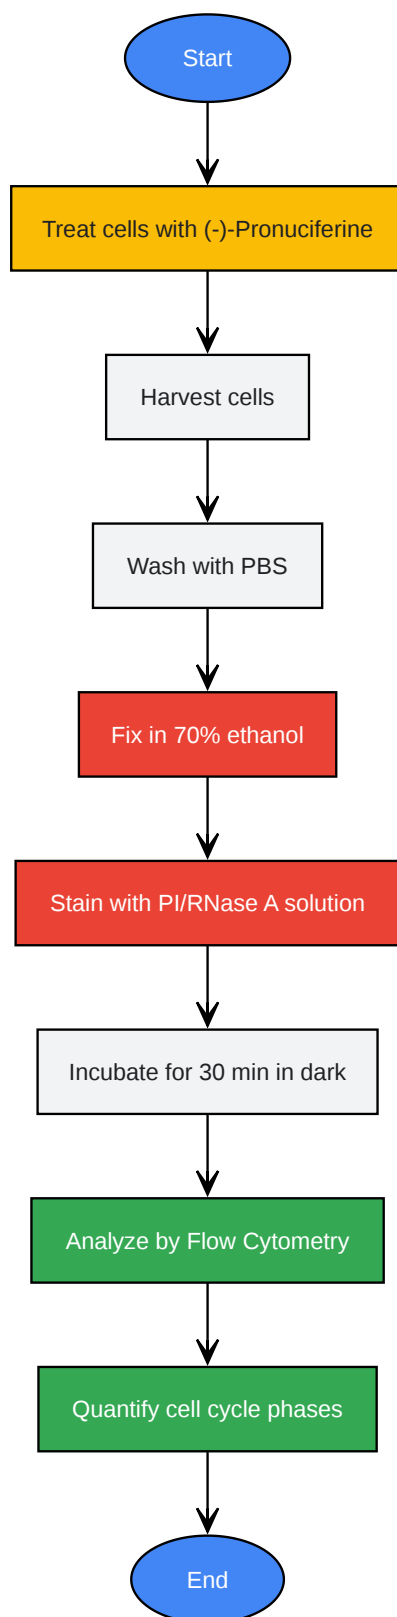 Start
Treat cells with (-)-Pronuciferine
Harvest cells
Wash with PBS
Fix in 70% ethanol
Stain with PI/RNase A solution
Incubate for 30 min in dark
Analyze by Flow Cytometry
Quantify cell cycle phases
End